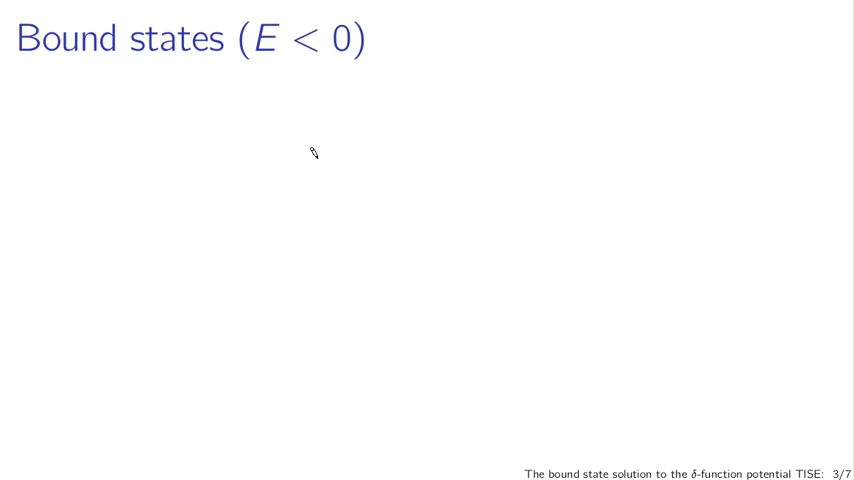 Bound states (E < 0)
The bound state solution to the δ-function potential TISE: 3/7